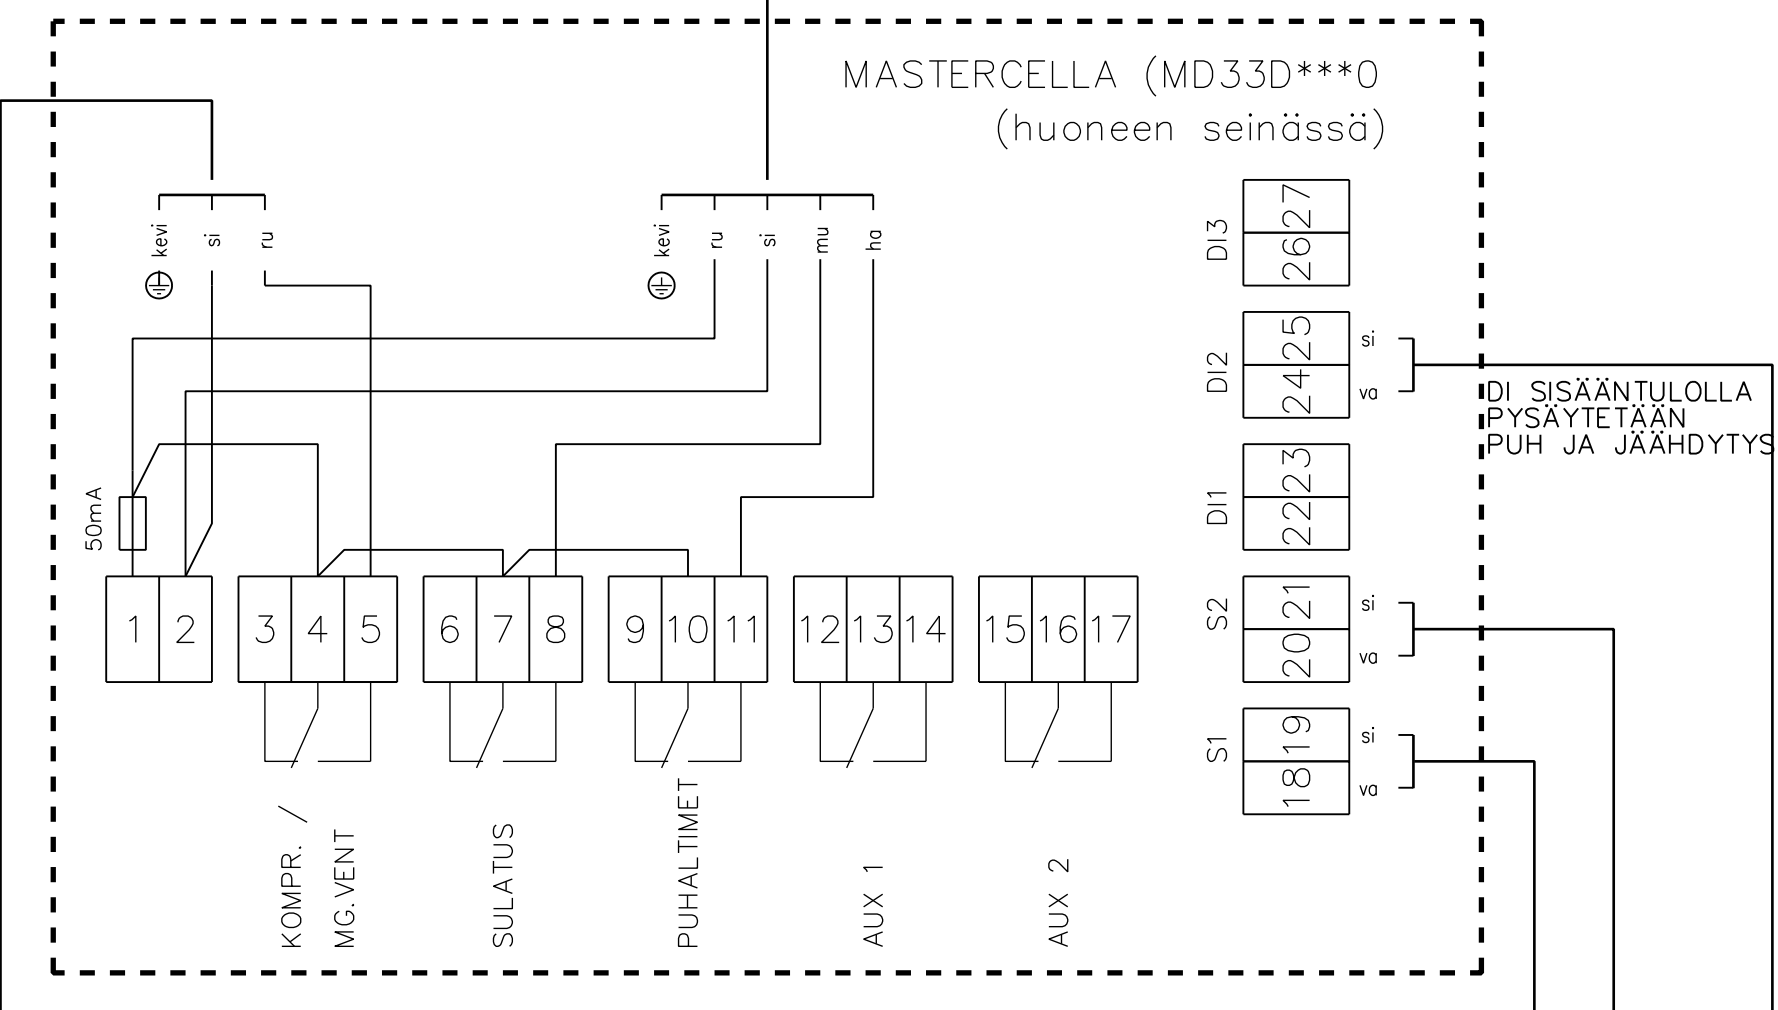 MASTERCELLA (MD33D***0
(huoneen seinässä)
kevi
si
ru
kevi
ru
si
mu
ha
DI3
27
26
DI2
25
24
si
va
DI SISÄÄNTULOLLA
PYSÄYTETÄÄN
PUH JA JÄÄHDYTYS
DI1
23
22
50mA
1 2 3 4 5 6 7 8 9 10 11 12 13 14 15 16 17
S2
21
20
si
va
S1
19
18
si
va
KOMPR. /
MG.VENT
SULATUS
PUHALTIMET
AUX 1
AUX 2